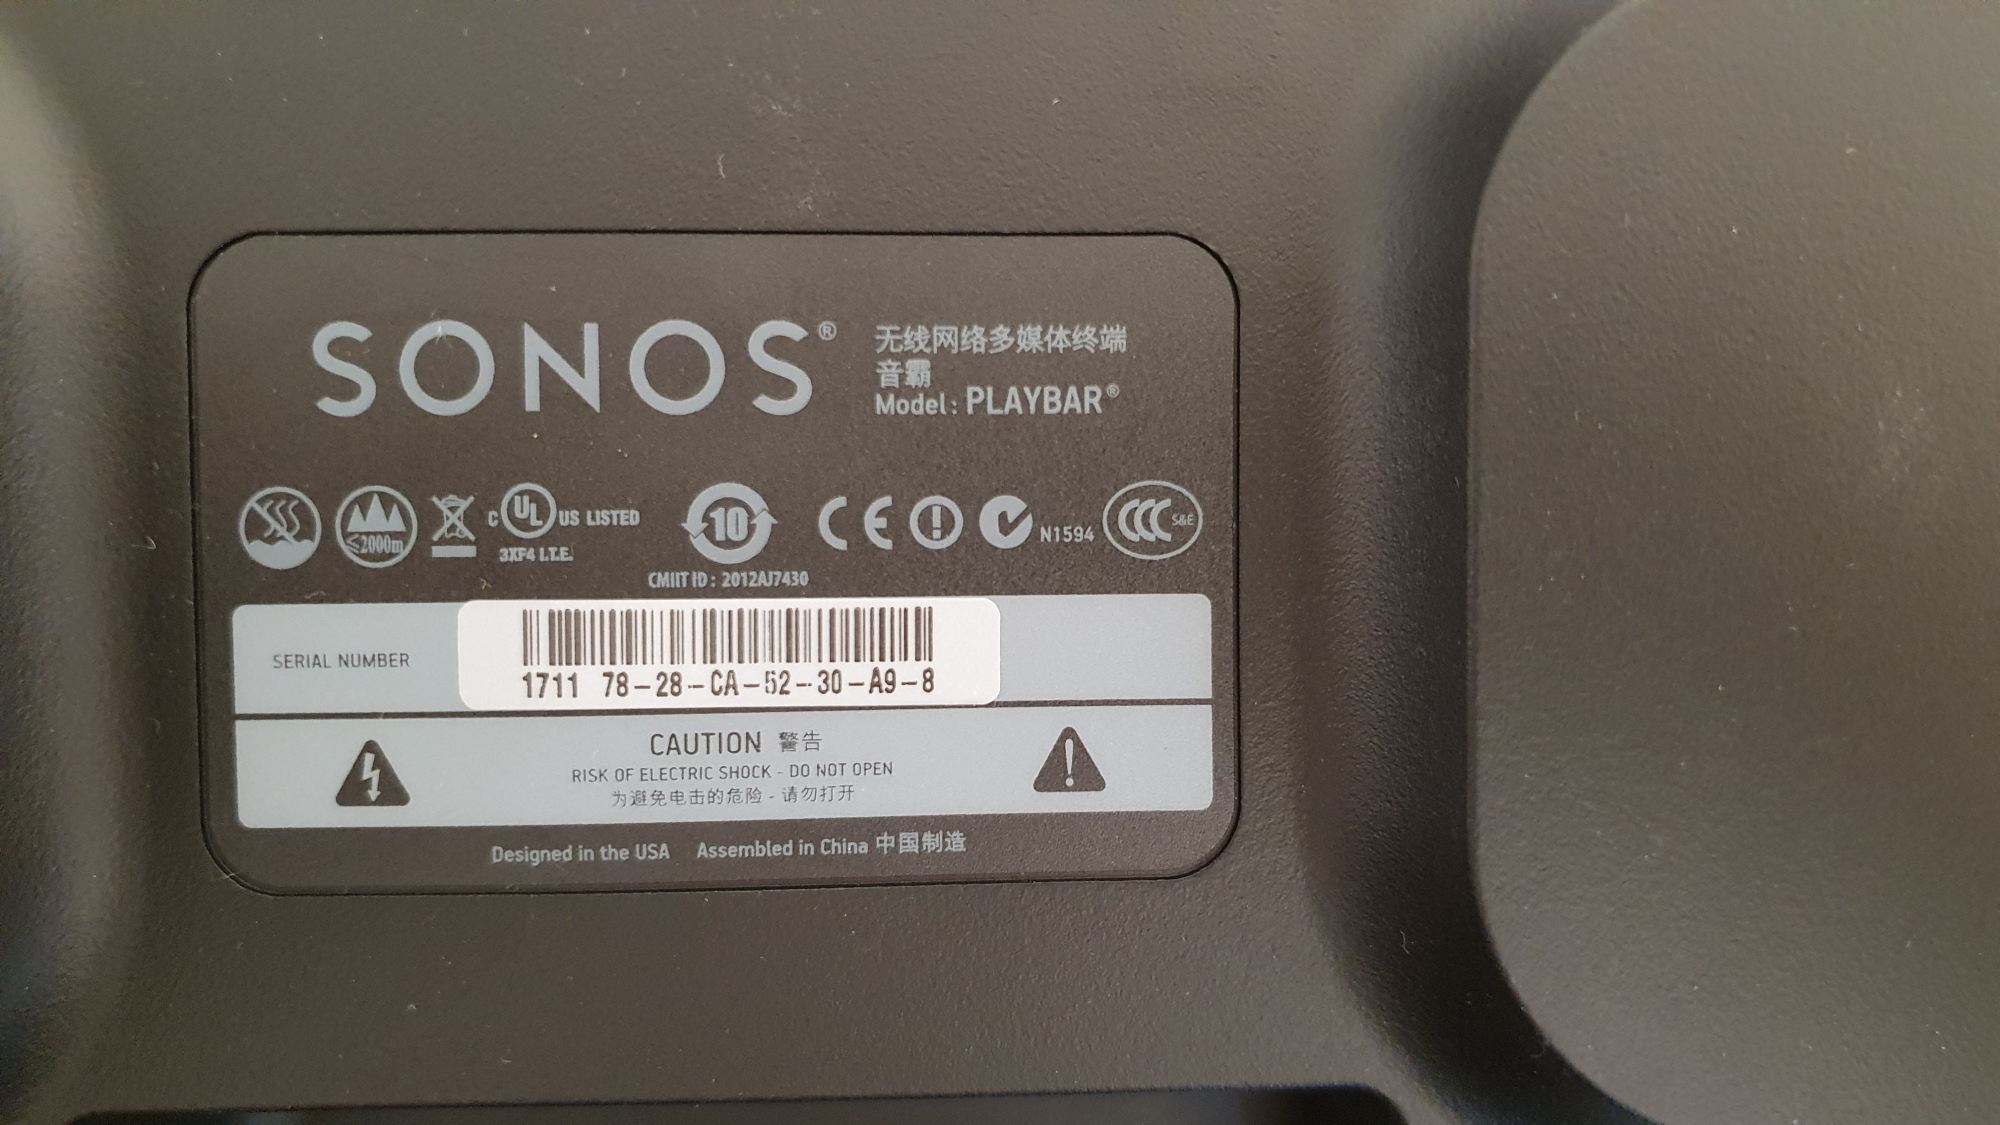 SONOS®
无线网络多媒体终端
音霸
Model: PLAYBAR®
≤2000m
C UL US LISTED
3XF4 I.T.E.
10
CE
N1594
CCC S&E
CMIIT ID: 2012AJ7430
SERIAL NUMBER
1711 78-28-CA-52-30-A9-8
CAUTION 警告
RISK OF ELECTRIC SHOCK - DO NOT OPEN
为避免电击的危险 - 请勿打开
Designed in the USA Assembled in China 中国制造